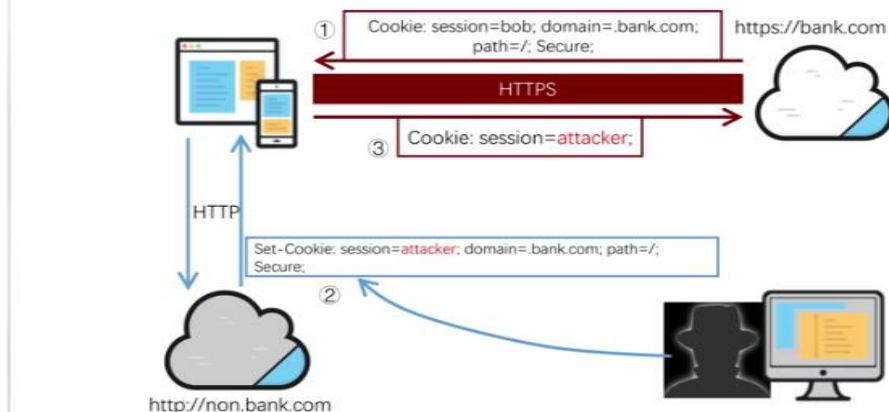 ①
Cookie: session=bob; domain=.bank.com;
path=/; Secure;
https://bank.com
HTTPS
③
Cookie: session=attacker;
HTTP
Set-Cookie: session=attacker; domain=.bank.com; path=/;
Secure;
②
http://non.bank.com